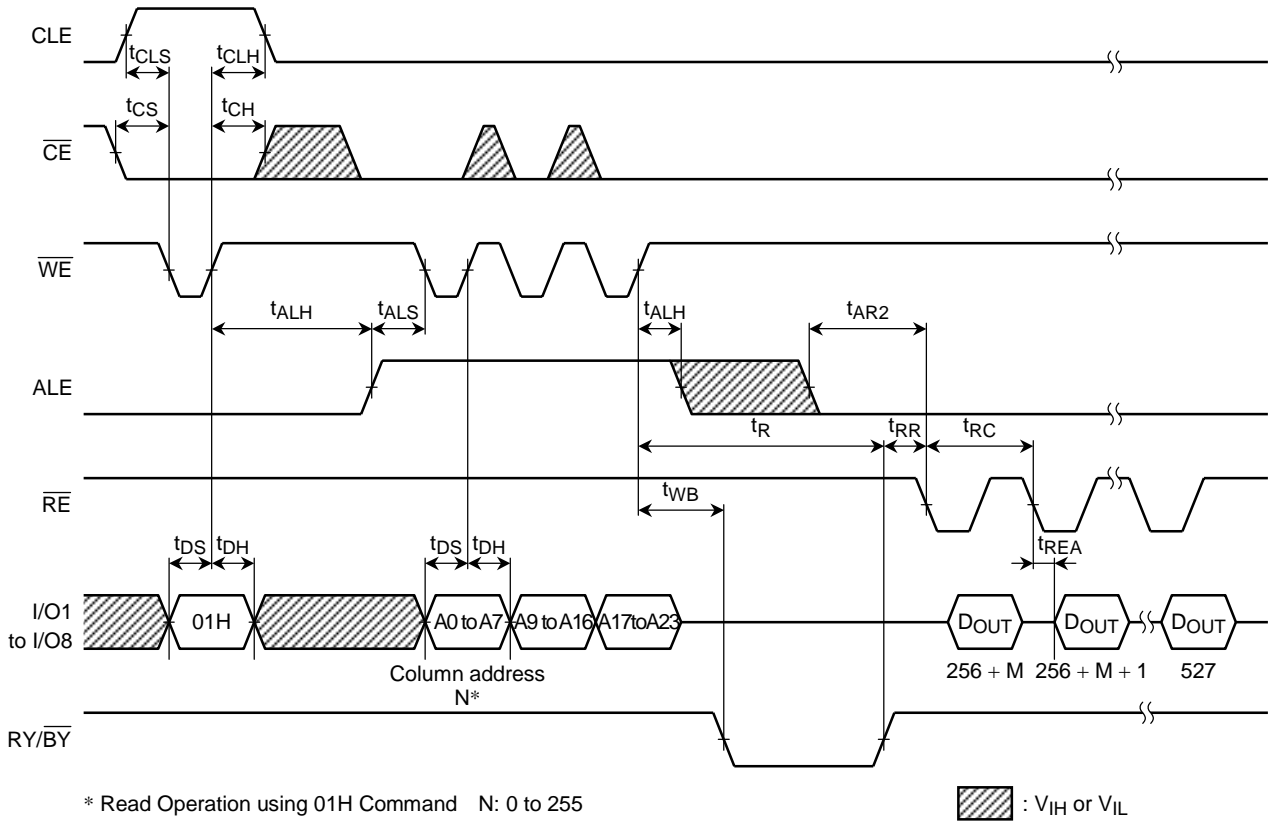 CLE
tCLS
tCLH
tCS
tCH
CE
WE
tALH
tALS
tALH
tAR2
ALE
tR
tRR
tRC
RE
tWB
tDS
tDH
tDS
tDH
tREA
I/O1
to I/O8
01H
A0 to A7
A9 to A16
A17 to A23
DOUT
DOUT
DOUT
256 + M
256 + M + 1
527
Column address
N*
RY/BY
* Read Operation using 01H Command N: 0 to 255
: VIH or VIL